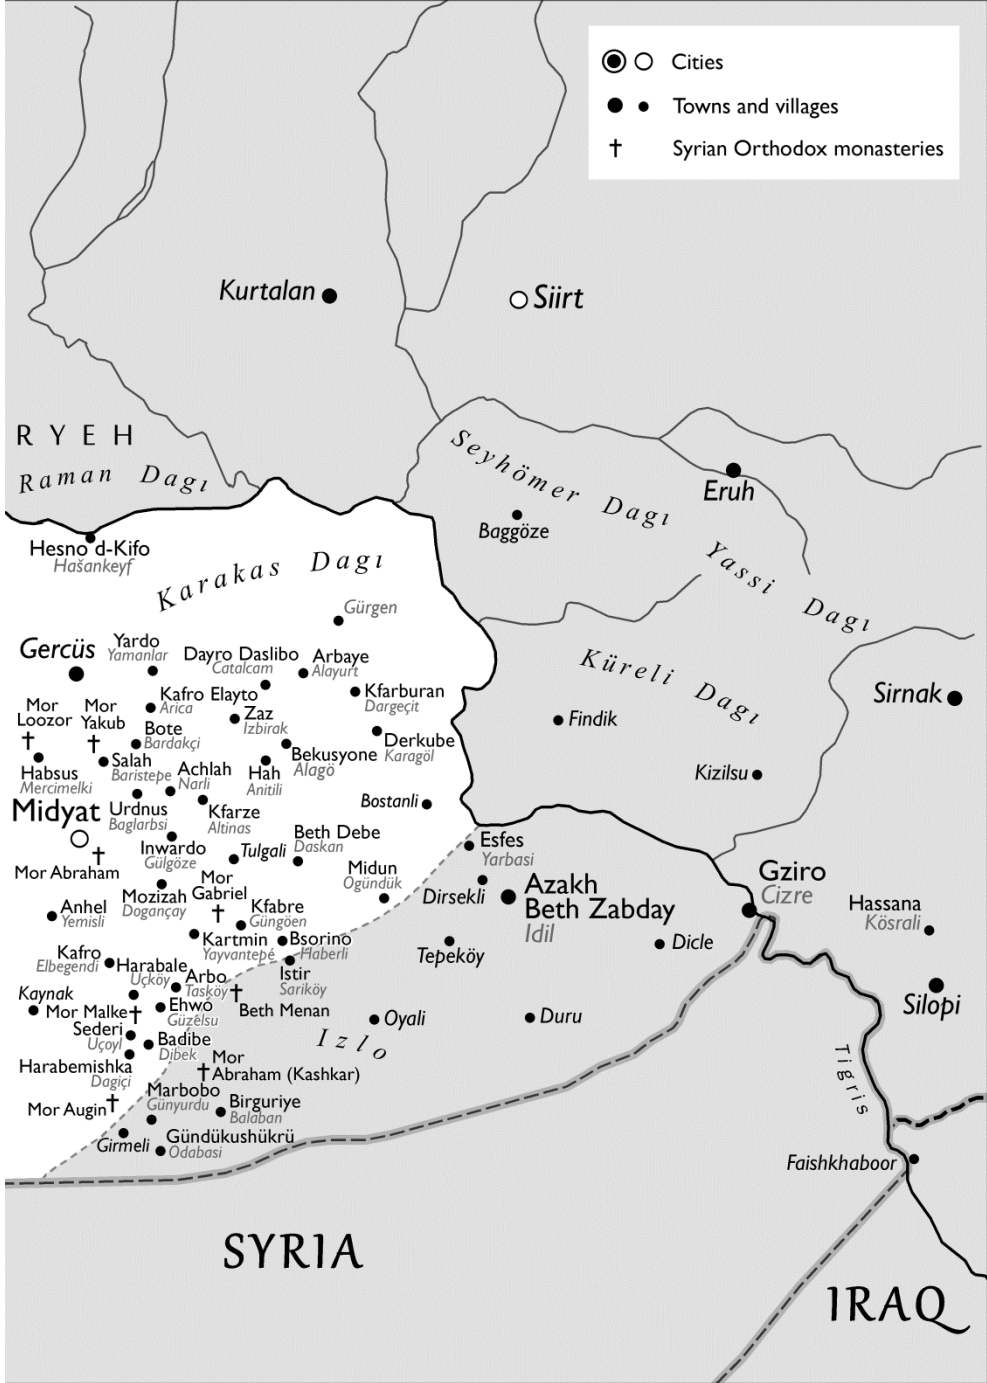 Cities
Towns and villages
Syrian Orthodox monasteries
Kurtalan
Siirt
RYEH
Raman Dagı
Seyhömer Dagı
Eruh
Baggöze
Hesno d-Kifo
Hašankeyf
Karakas Dagı
Yassi Dagı
Gürgen
Gercüs
Yardo
Yamanlar
Dayro Daslibo
Catalcam
Arbaye
Alayurt
Küreli Dagı
Sirnak
Mor
Loozor
Mor
Yakub
Kafro Elayto
Arica
Zaz
Izbirak
Kfarburan
Dargeçit
Findik
Bote
Bardakçi
Derkube
Karagöl
Bekusyone
Alagö
Salah
Baristepe
Achlah
Narli
Hah
Anitili
Habsus
Mercimelki
Kizilsu
Midyat
Urdnus
Baglarbsi
Kfarze
Altinas
Bostanli
Inwardo
Gülgöze
Tulgali
Beth Debe
Daskan
Esfes
Yarbasi
Mor Abraham
Mozizah
Dogançay
Mor
Gabriel
Midun
Ögündük
Dirsekli
Azakh
Beth Zabday
Idil
Gziro
Cizre
Hassana
Kösrali
Anhel
Yemisli
Kfabre
Güngöen
Kartmin
Yayvantepé
Bsorino
Haberli
Tepeköy
Dicle
Kafro
Elbegendi
Harabale
Uçköy
Arbo
Tasköy
Istir
Sariköy
Silopi
Kaynak
Mor Malke
Ehwo
Güzelsu
Beth Menan
Oyali
Duru
Sederi
Uçoyl
Badibe
Dibek
Izlo
Tigris
Harabemishka
Dagiçi
Mor
Abraham (Kashkar)
Marbobo
Günyurdu
Mor Augin
Birguriye
Balaban
Girmeli
Gündükushükrü
Odabasi
Faishkhaboor
SYRIA
IRAQ